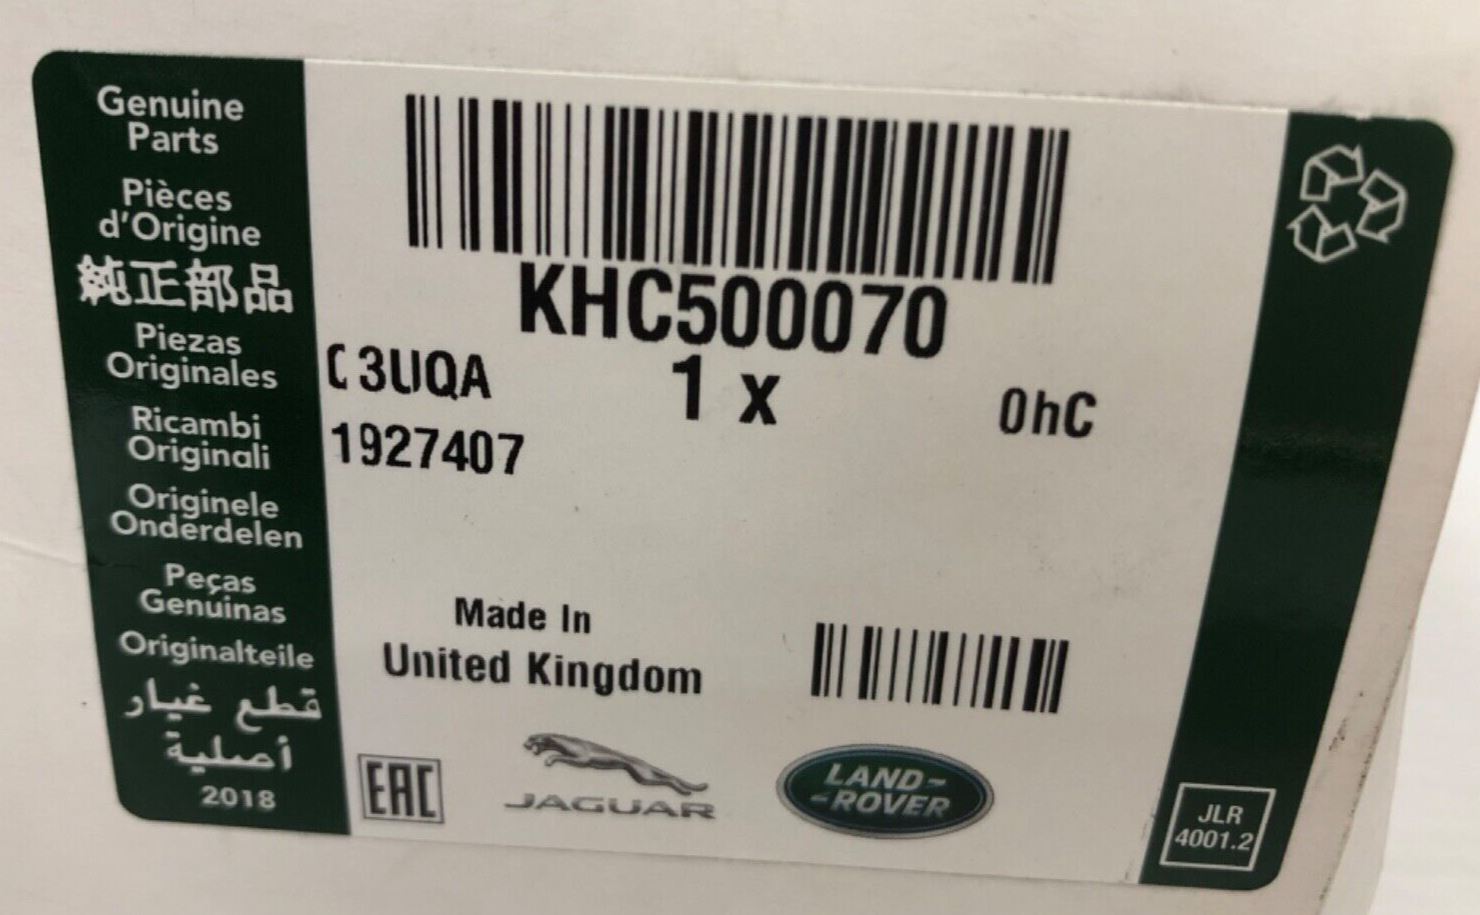 Genuine
Parts
Pièces
d'Origine
純正部品
Piezas
Originales
Ricambi
Originali
Originele
Onderdelen
Peças
Genuinas
Originalteile
قطع غيار
أصلية
2018
KHC500070
C3UQA
1 x
0hC
1927407
Made In
United Kingdom
EAC
JAGUAR
LAND-
-ROVER
JLR
4001.2